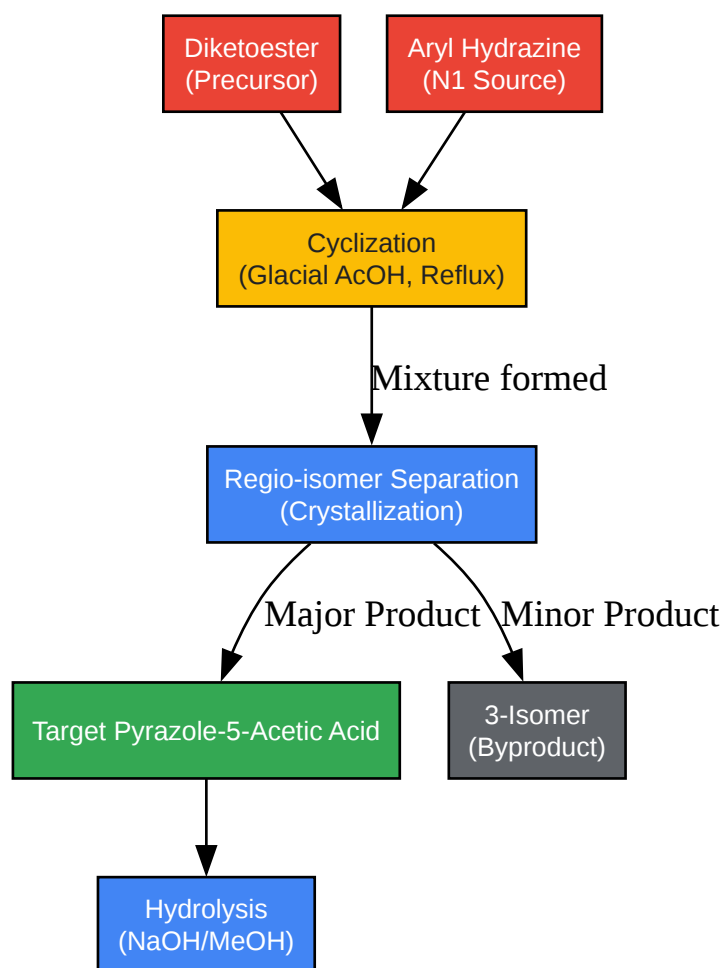 Diketoester
(Precursor)
Aryl Hydrazine
(N1 Source)
Cyclization
(Glacial AcOH, Reflux)
Mixture formed
Regio-isomer Separation
(Crystallization)
Major Product
Minor Product
Target Pyrazole-5-Acetic Acid
3-Isomer
(Byproduct)
Hydrolysis
(NaOH/MeOH)